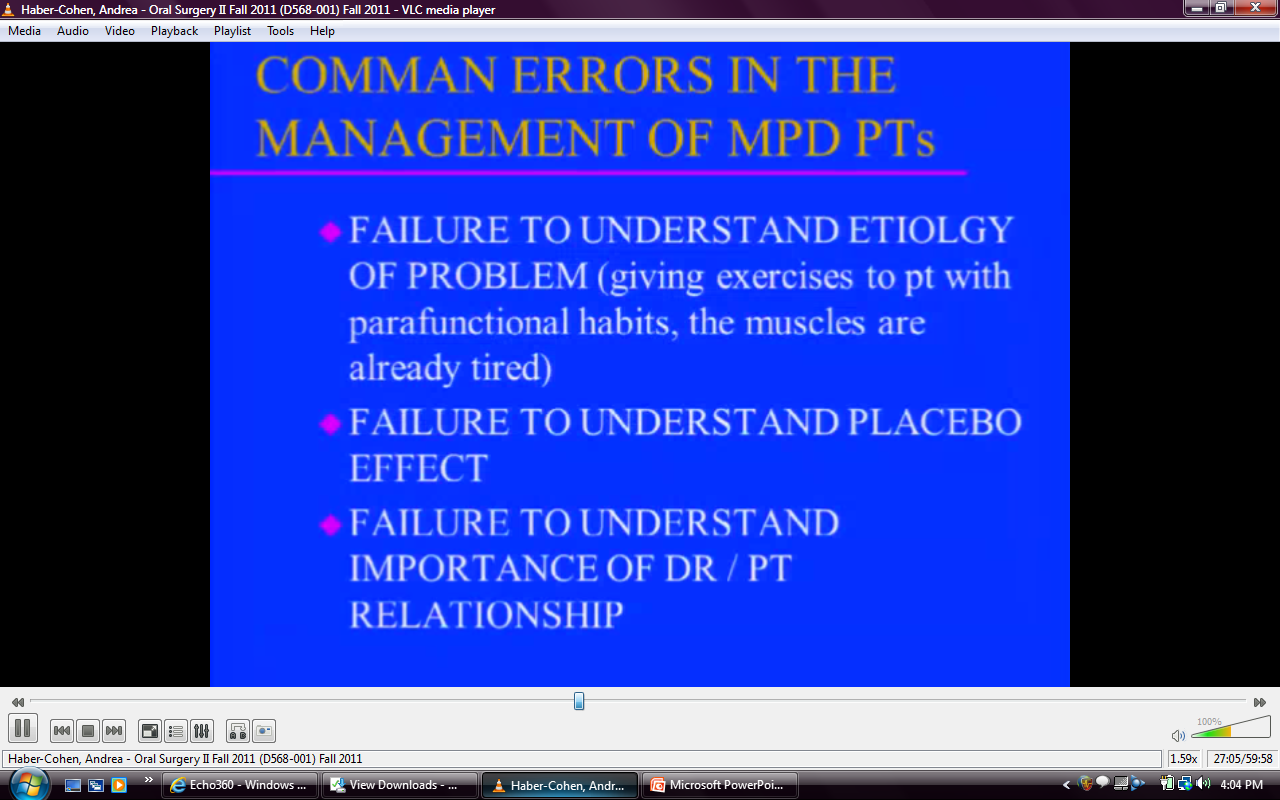 Haber-Cohen, Andrea - Oral Surgery II Fall 2011 (D568-001) Fall 2011 - VLC media player
Media Audio Video Playback Playlist Tools Help
COMMAN ERRORS IN THE
MANAGEMENT OF MPD PTs
FAILURE TO UNDERSTAND ETIOLGY
OF PROBLEM (giving exercises to pt with
parafunctional habits, the muscles are
already tired)
FAILURE TO UNDERSTAND PLACEBO
EFFECT
FAILURE TO UNDERSTAND
IMPORTANCE OF DR / PT
RELATIONSHIP
100%
Haber-Cohen, Andrea - Oral Surgery II Fall 2011 (D568-001) Fall 2011 1.59x 27:05/59:58
Echo360 - Windows ... View Downloads - ... Haber-Cohen, Andr... Microsoft PowerPoi... 4:04 PM